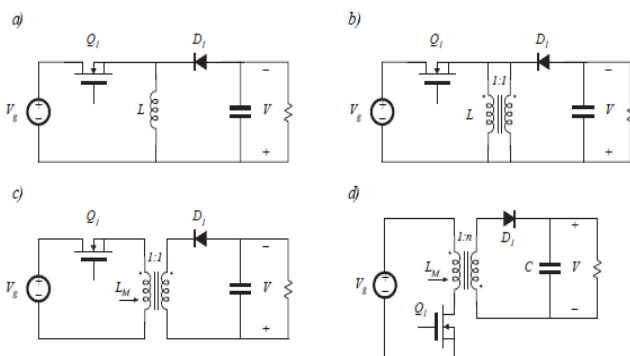 a)
Q1
D1
Vg
+
−
L
−
V
+
b)
Q1
D1
1:1
Vg
+
−
L
−
V
+
c)
Q1
D1
1:1
Vg
+
−
LM
−
V
+
d)
1:n
D1
+
Vg
+
−
LM
C
V
Q1
−